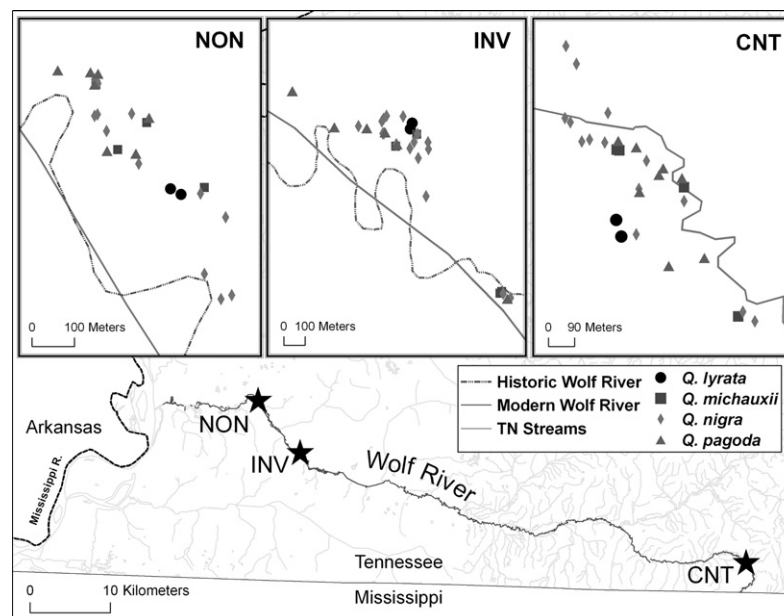 NON
0 100 Meters
INV
0 100 Meters
CNT
0 90 Meters
Historic Wolf River
Modern Wolf River
TN Streams
Q. lyrata
Q. michauxii
Q. nigra
Q. pagoda
Arkansas
Mississippi R.
NON
INV
Wolf River
CNT
Tennessee
Mississippi
0 10 Kilometers